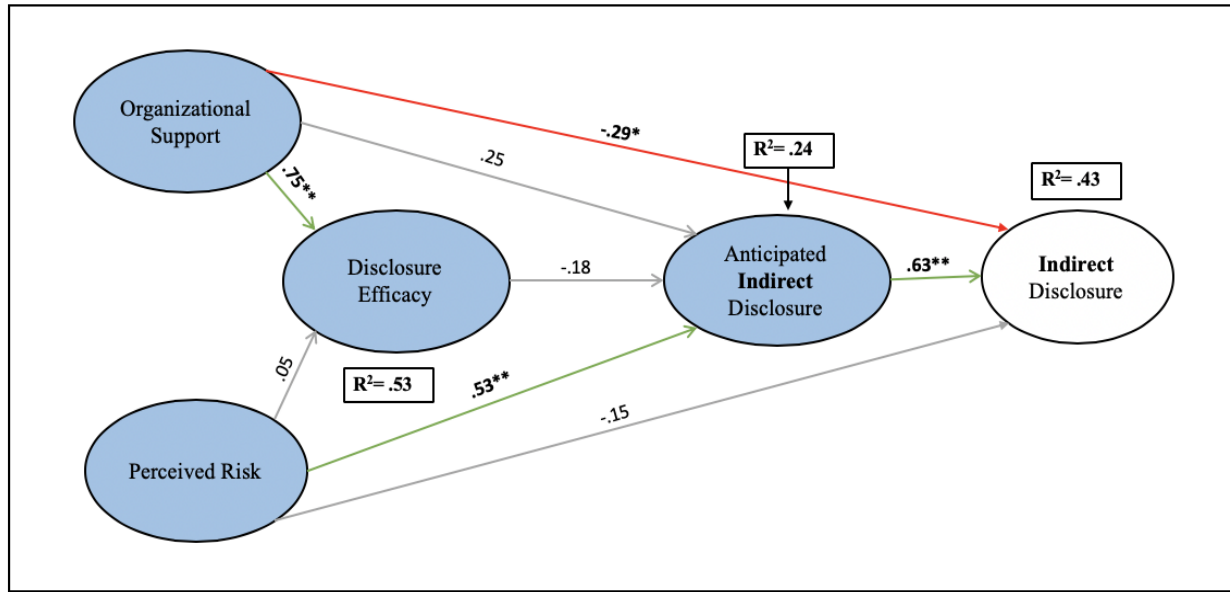 Organizational
Support
-.29*
.25
R²= .24
R²= .43
.75**
Disclosure
Efficacy
-.18
Anticipated
Indirect
Disclosure
.63**
Indirect
Disclosure
.05
R²= .53
.53**
-.15
Perceived Risk